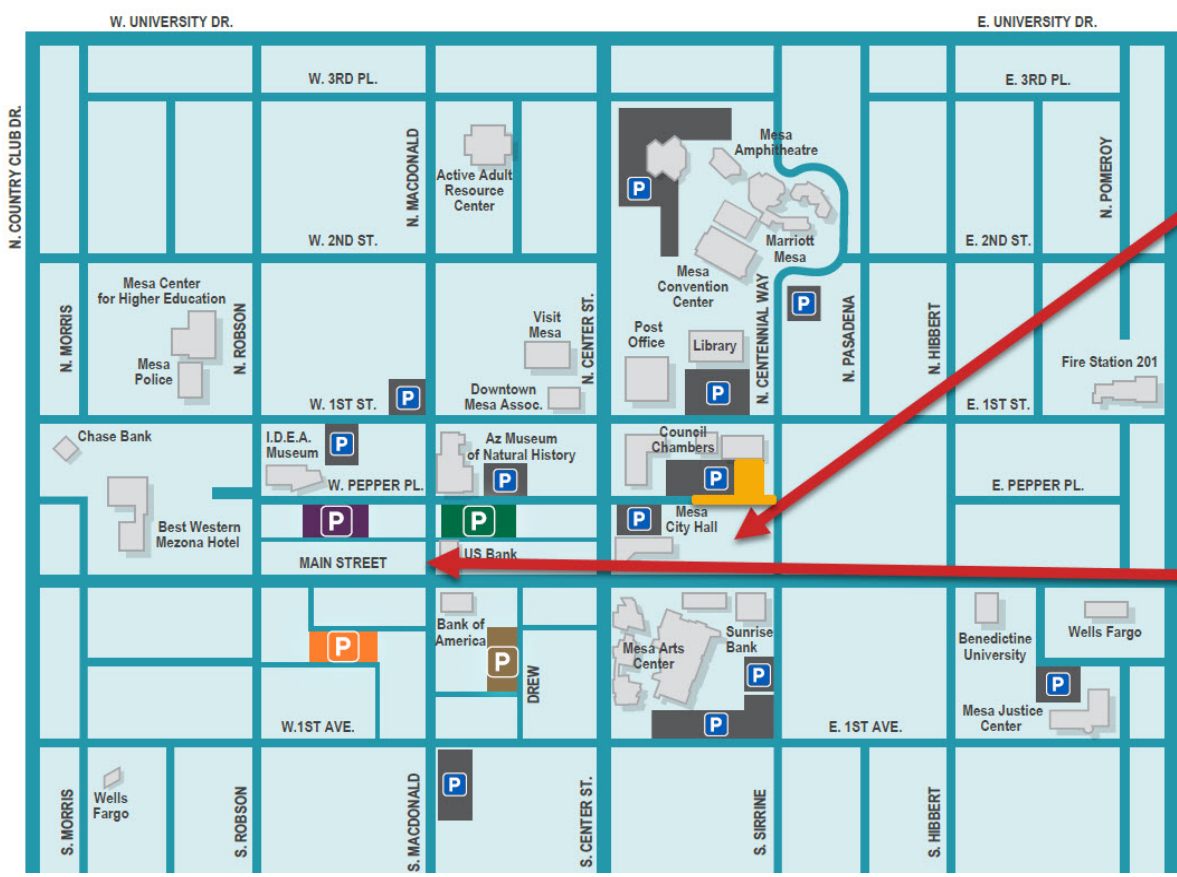 W. UNIVERSITY DR.
E. UNIVERSITY DR.
W. 3RD PL.
E. 3RD PL.
N. COUNTRY CLUB DR.
N. MACDONALD
Mesa
Amphitheatre
N. POMEROY
Active Adult
Resource
Center
P
W. 2ND ST.
E. 2ND ST.
Marriott
Mesa
Mesa
Convention
Center
Mesa Center
for Higher Education
N. MORRIS
N. ROBSON
Visit
Mesa
N. CENTER ST.
Post
Office
Library
N. CENTENNIAL WAY
P
N. PASADENA
N. HIBBERT
Mesa
Police
Fire Station 201
W. 1ST ST.
P
Downtown
Mesa Assoc.
P
E. 1ST ST.
Chase Bank
I.D.E.A.
Museum
P
Az Museum
of Natural History
P
Council
Chambers
P
W. PEPPER PL.
E. PEPPER PL.
Best Western
Mezona Hotel
P
P
P
Mesa
City Hall
MAIN STREET
US Bank
Bank of
America
P
P
DREW
Mesa Arts
Center
Sunrise
Bank
P
Benedictine
University
Wells Fargo
P
Mesa Justice
Center
W.1ST AVE.
P
E. 1ST AVE.
Wells
Fargo
S. MORRIS
S. ROBSON
S. MACDONALD
P
S. CENTER ST.
S. SIRRINE
S. HIBBERT